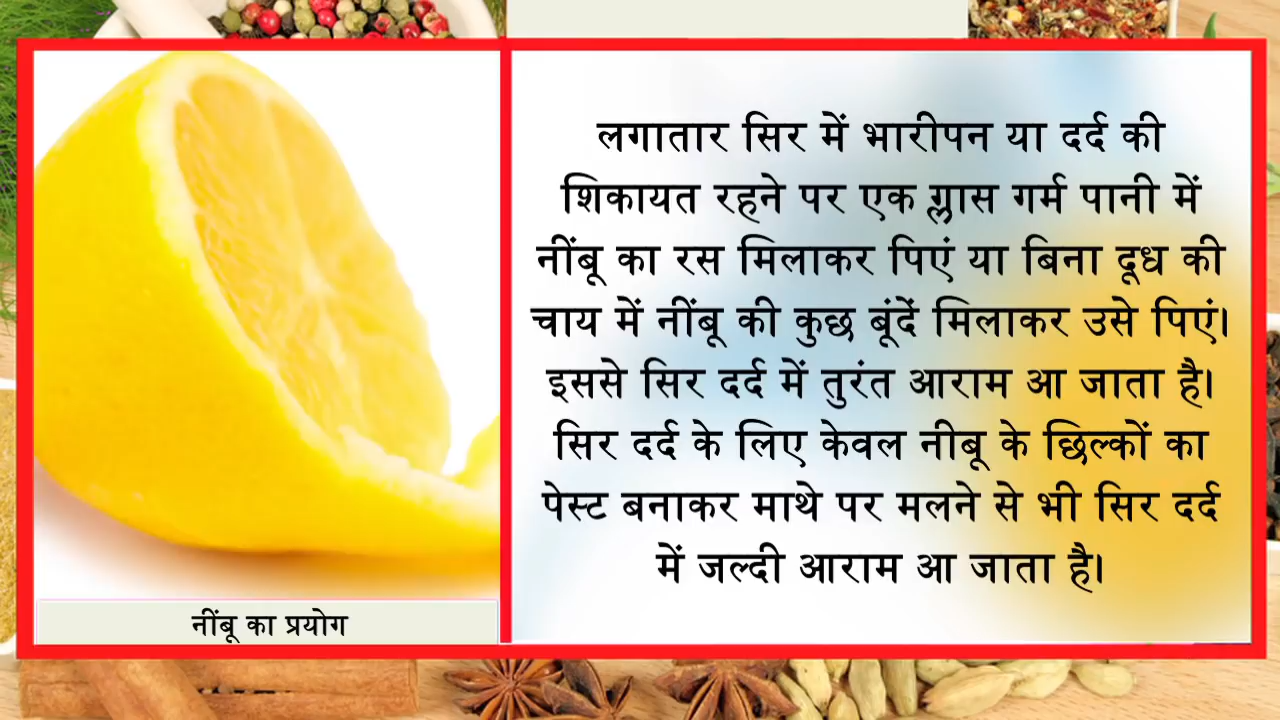 लगातार सिर में भारीपन या दर्द की
शिकायत रहने पर एक ग्लास गर्म पानी में
नींबू का रस मिलाकर पिएं या बिना दूध की
चाय में नींबू की कुछ बूंदें मिलाकर उसे पिएं।
इससे सिर दर्द में तुरंत आराम आ जाता है।
सिर दर्द के लिए केवल नीबू के छिल्कों का
पेस्ट बनाकर माथे पर मलने से भी सिर दर्द
में जल्दी आराम आ जाता है।
नींबू का प्रयोग